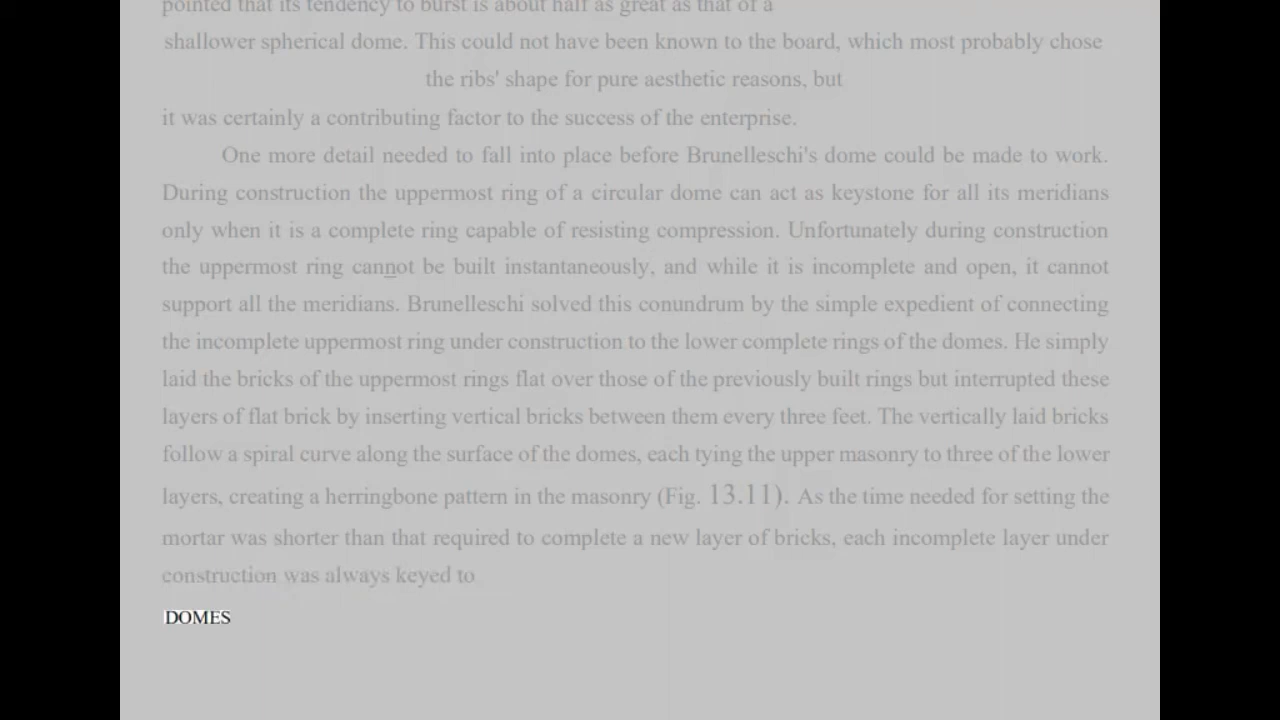 pointed that its tendency to burst is about half as great as that of a
shallower spherical dome. This could not have been known to the board, which most probably chose
the ribs' shape for pure aesthetic reasons, but
it was certainly a contributing factor to the success of the enterprise.
One more detail needed to fall into place before Brunelleschi's dome could be made to work.
During construction the uppermost ring of a circular dome can act as keystone for all its meridians
only when it is a complete ring capable of resisting compression. Unfortunately during construction
the uppermost ring cannot be built instantaneously, and while it is incomplete and open, it cannot
support all the meridians. Brunelleschi solved this conundrum by the simple expedient of connecting
the incomplete uppermost ring under construction to the lower complete rings of the domes. He simply
laid the bricks of the uppermost rings flat over those of the previously built rings but interrupted these
layers of flat brick by inserting vertical bricks between them every three feet. The vertically laid bricks
follow a spiral curve along the surface of the domes, each tying the upper masonry to three of the lower
layers, creating a herringbone pattern in the masonry (Fig. 13.11). As the time needed for setting the
mortar was shorter than that required to complete a new layer of bricks, each incomplete layer under
construction was always keyed to
DOMES